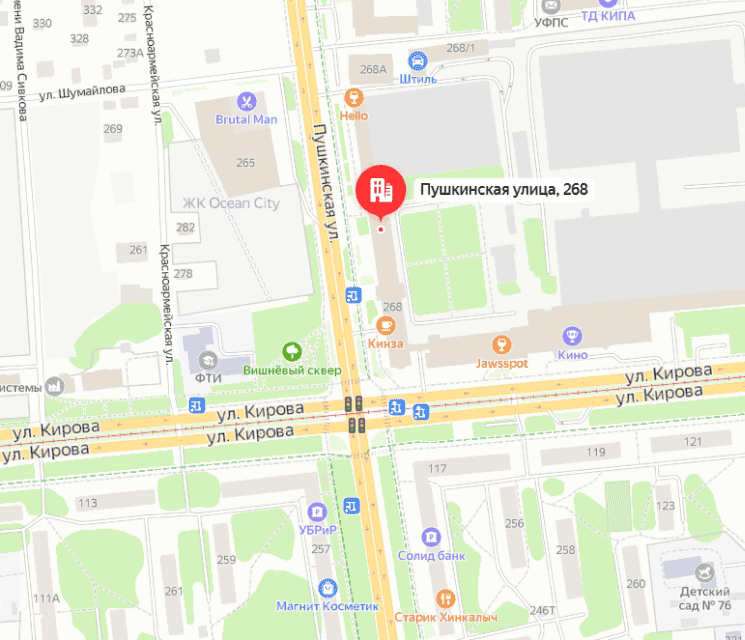 330
332
275
328
273А
мени Вадима Сивкова
Красноармейская ул.
ул. Шумайлова
309
269
Brutal Man
265
ЖК Ocean City
282
261
278
Красноармейская ул.
УФПС
ТД КИПА
268/1
268А
Штиль
Hello
Пушкинская ул.
Пушкинская улица, 268
268
Кинза
Jawsspot
Кино
Вишнёвый сквер
ФТИ
системы
ул. Кирова
ул. Кирова
ул. Кирова
ул. Кирова
ул. Кирова
ул. Кирова
113
117
119
121
УБРиР
257
259
261
111А
Магнит Косметик
Солид банк
Старик Хинкалыч
256
258
260
246Т
Детский
сад № 76